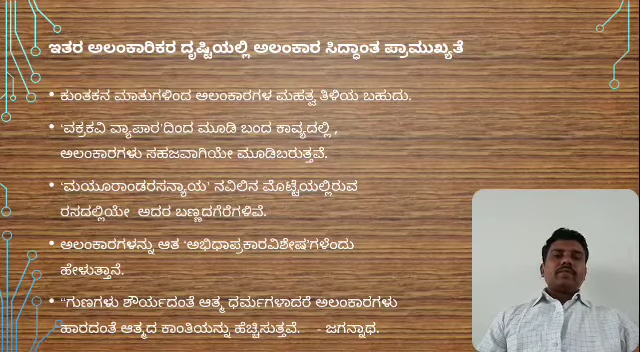 ಇತರ ಅಲಂಕಾರಿಕರ ದೃಷ್ಟಿಯಲ್ಲಿ ಅಲಂಕಾರ ಸಿದ್ಧಾಂತ ಪ್ರಾಮುಖ್ಯತೆ
• ಕುಂತಕನ ಮಾತುಗಳಿಂದ ಅಲಂಕಾರಗಳ ಮಹತ್ವ ತಿಳಿಯ ಬಹುದು.
• ‘ವಕ್ರಕವಿ ವ್ಯಾಪಾರ’ದಿಂದ ಮೂಡಿ ಬಂದ ಕಾವ್ಯದಲ್ಲಿ ,
ಅಲಂಕಾರಗಳು ಸಹಜವಾಗಿಯೇ ಮೂಡಿಬರುತ್ತವೆ.
• ‘ಮಯೂರಾಂಡರಸನ್ಯಾಯ’ ನವಿಲಿನ ಮೊಟ್ಟೆಯಲ್ಲಿರುವ
ರಸದಲ್ಲಿಯೇ ಅದರ ಬಣ್ಣದಗೆರೆಗಳಿವೆ.
• ಅಲಂಕಾರಗಳನ್ನು ಆತ ‘ಅಭಿಧಾಪ್ರಕಾರವಿಶೇಷ’ಗಳೆಂದು
ಹೇಳುತ್ತಾನೆ.
• “ಗುಣಗಳು ಶೌರ್ಯದಂತೆ ಆತ್ಮ ಧರ್ಮಗಳಾದರೆ ಅಲಂಕಾರಗಳು
ಹಾರದಂತೆ ಆತ್ಮದ ಕಾಂತಿಯನ್ನು ಹೆಚ್ಚಿಸುತ್ತವೆ. - ಜಗನ್ನಾಥ.